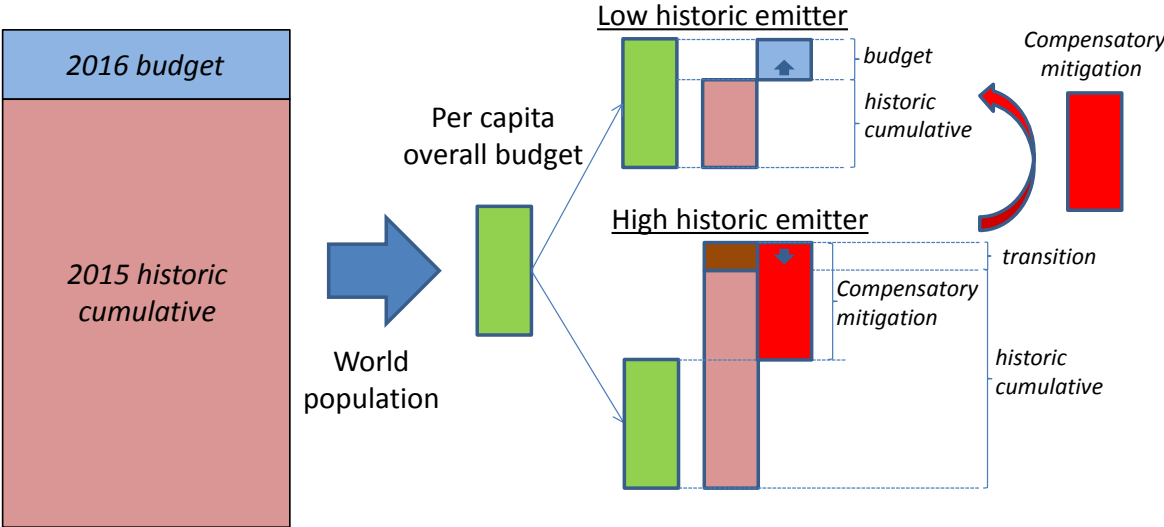 2016 budget
2015 historic
cumulative
Per capita
overall budget
World
population
Low historic emitter
budget
historic
cumulative
Compensatory
mitigation
High historic emitter
transition
Compensatory
mitigation
historic
cumulative